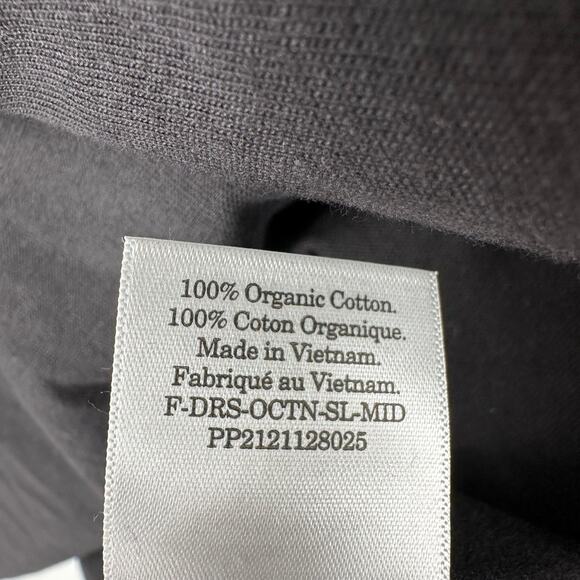 100% Organic Cotton.
100% Coton Organique.
Made in Vietnam.
Fabriqué au Vietnam.
F-DRS-OCTN-SL-MID
PP2121128025